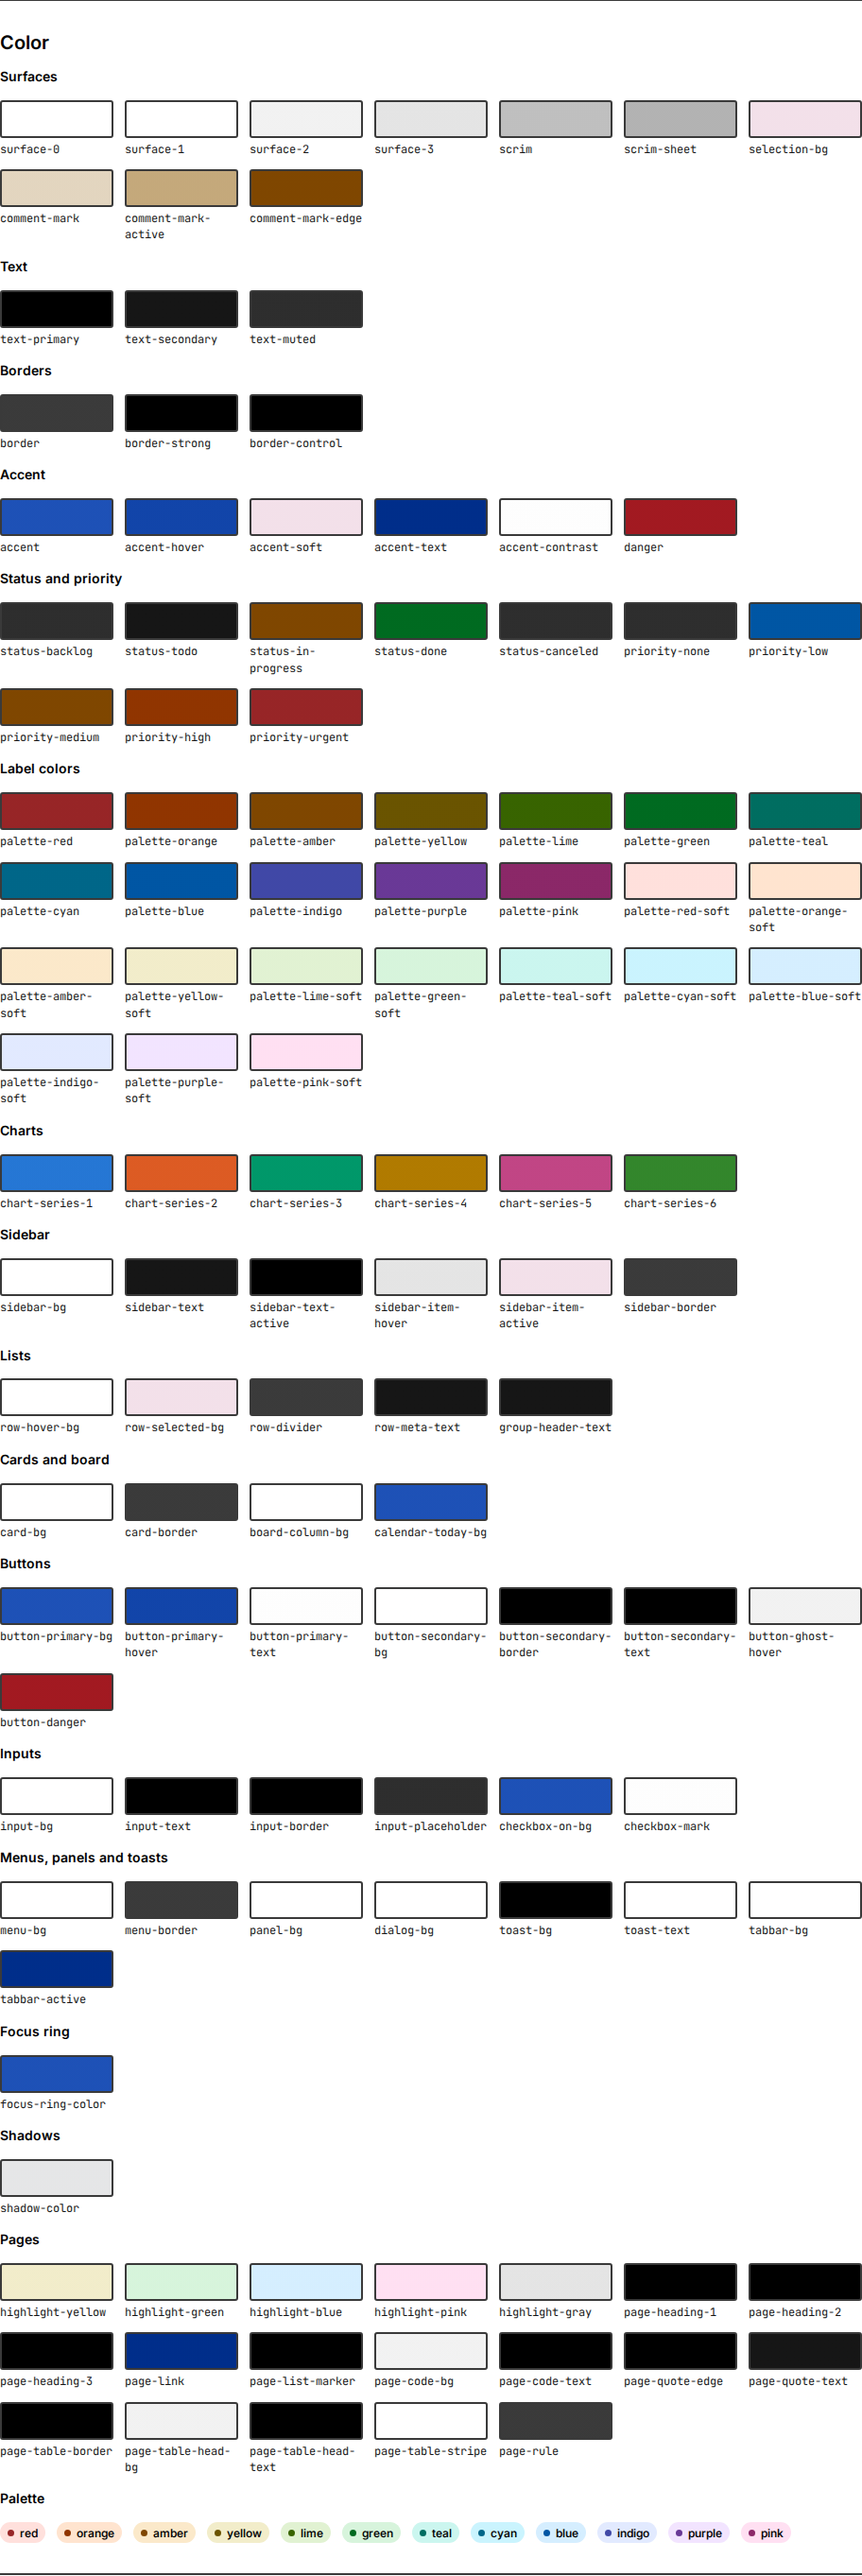 Color
Surfaces
surface-0 surface-1 surface-2 surface-3 scrim scrim-sheet selection-bg
comment-mark comment-mark-active comment-mark-edge
Text
text-primary text-secondary text-muted
Borders
border border-strong border-control
Accent
accent accent-hover accent-soft accent-text accent-contrast danger
Status and priority
status-backlog status-todo status-in-progress status-done status-canceled priority-none priority-low
priority-medium priority-high priority-urgent
Label colors
palette-red palette-orange palette-amber palette-yellow palette-lime palette-green palette-teal
palette-cyan palette-blue palette-indigo palette-purple palette-pink palette-red-soft palette-orange-soft
palette-amber-soft palette-yellow-soft palette-lime-soft palette-green-soft palette-teal-soft palette-cyan-soft palette-blue-soft
palette-indigo-soft palette-purple-soft palette-pink-soft
Charts
chart-series-1 chart-series-2 chart-series-3 chart-series-4 chart-series-5 chart-series-6
Sidebar
sidebar-bg sidebar-text sidebar-text-active sidebar-item-hover sidebar-item-active sidebar-border
Lists
row-hover-bg row-selected-bg row-divider row-meta-text group-header-text
Cards and board
card-bg card-border board-column-bg calendar-today-bg
Buttons
button-primary-bg button-primary-hover button-primary-text button-secondary-bg button-secondary-border button-secondary-text button-ghost-hover
button-danger
Inputs
input-bg input-text input-border input-placeholder checkbox-on-bg checkbox-mark
Menus, panels and toasts
menu-bg menu-border panel-bg dialog-bg toast-bg toast-text tabbar-bg
tabbar-active
Focus ring
focus-ring-color
Shadows
shadow-color
Pages
highlight-yellow highlight-green highlight-blue highlight-pink highlight-gray page-heading-1 page-heading-2
page-heading-3 page-link page-list-marker page-code-bg page-code-text page-quote-edge page-quote-text
page-table-border page-table-head-bg page-table-head-text page-table-stripe page-rule
Palette
red orange amber yellow lime green teal cyan blue indigo purple pink